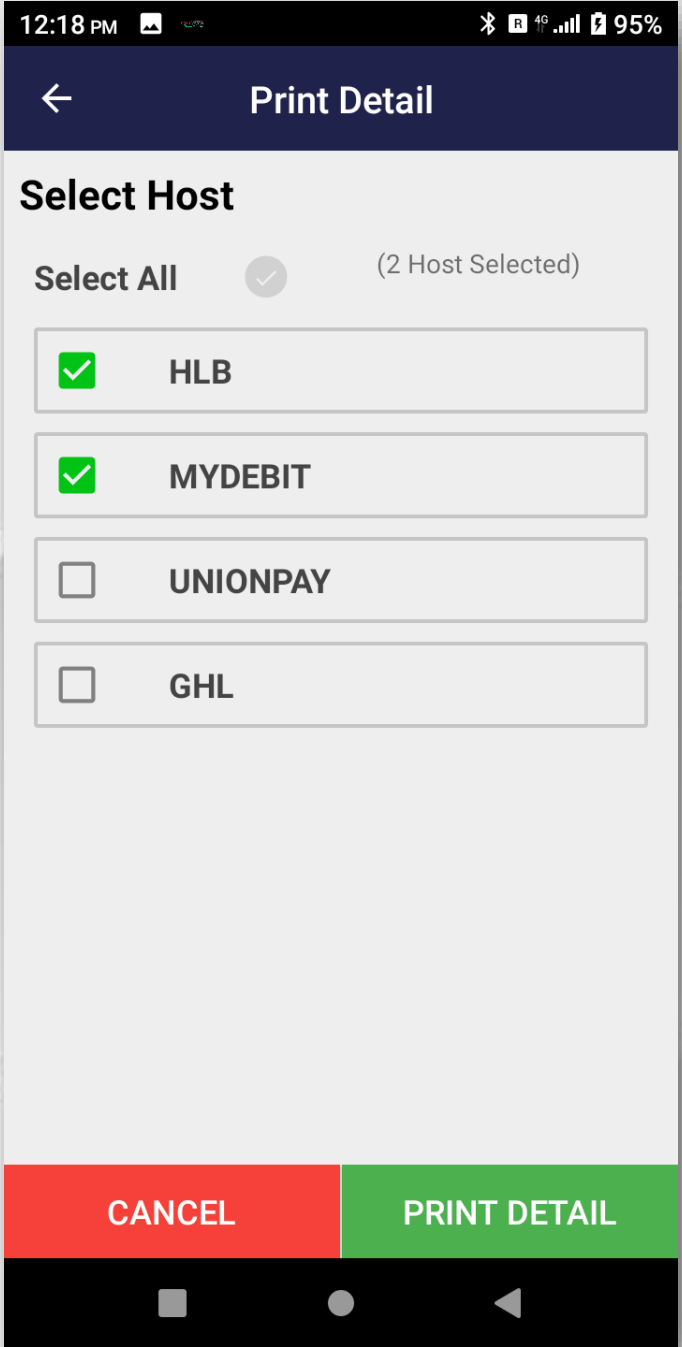 12:18 PM R 4G 95%
Print Detail
Select Host
Select All (2 Host Selected)
HLB
MYDEBIT
UNIONPAY
GHL
CANCEL PRINT DETAIL